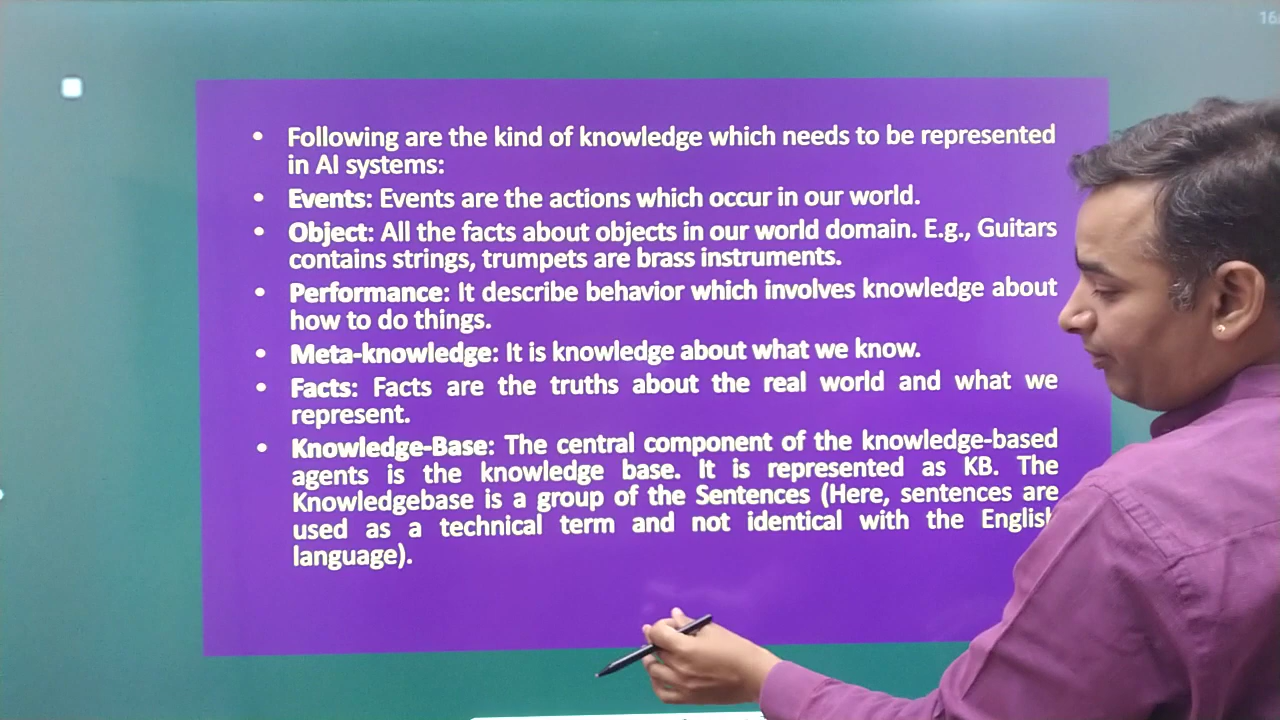 • Following are the kind of knowledge which needs to be represented
in AI systems:
• Events: Events are the actions which occur in our world.
• Object: All the facts about objects in our world domain. E.g., Guitars
contains strings, trumpets are brass instruments.
• Performance: It describe behavior which involves knowledge about
how to do things.
• Meta-knowledge: It is knowledge about what we know.
• Facts: Facts are the truths about the real world and what we
represent.
• Knowledge-Base: The central component of the knowledge-based
agents is the knowledge base. It is represented as KB. The
Knowledgebase is a group of the Sentences (Here, sentences are
used as a technical term and not identical with the English
language).